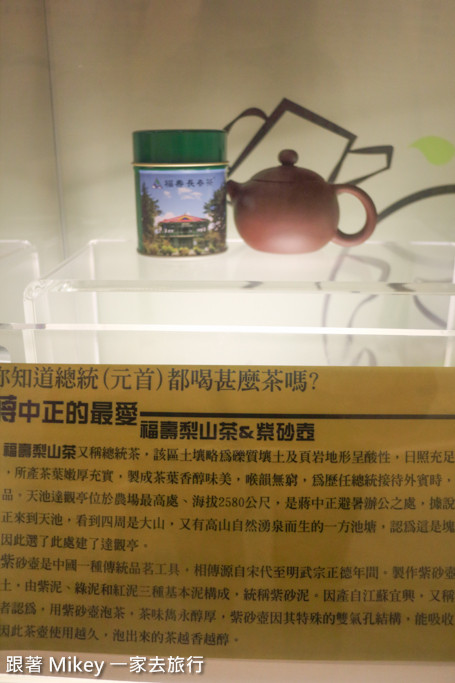 福壽長春茶
你知道總統(元首)都喝甚麼茶嗎?
蔣中正的最愛
福壽梨山茶&紫砂壺
福壽梨山茶又稱總統茶，該區土壤略為礫質壤土及頁岩地形呈酸性，日照充足
，所產茶葉嫩厚充實，製成茶葉香醇味美，喉韻無窮，為歷任總統接待外賓時，
品，天池達觀亭位於農場最高處、海拔2580公尺，是蔣中正避暑辦公之處，據說
正來到天池，看到四周是大山，又有高山自然湧泉而生的一方池塘，認為這是塊
因此選了此處建了達觀亭。
紫砂壺是中國一種傳統品茗工具，相傳源自宋代至明武宗正德年間，製作紫砂壺
土，由紫泥、綠泥和紅泥三種基本泥構成，統稱紫砂泥。因產自江蘇宜興，又稱
者認為，用紫砂壺泡茶，茶味雋永醇厚，紫砂壺因其特殊的雙氣孔結構，能吸收
因此茶壺使用越久，泡出來的茶越香越醇。
跟著 Mikey 一家去旅行